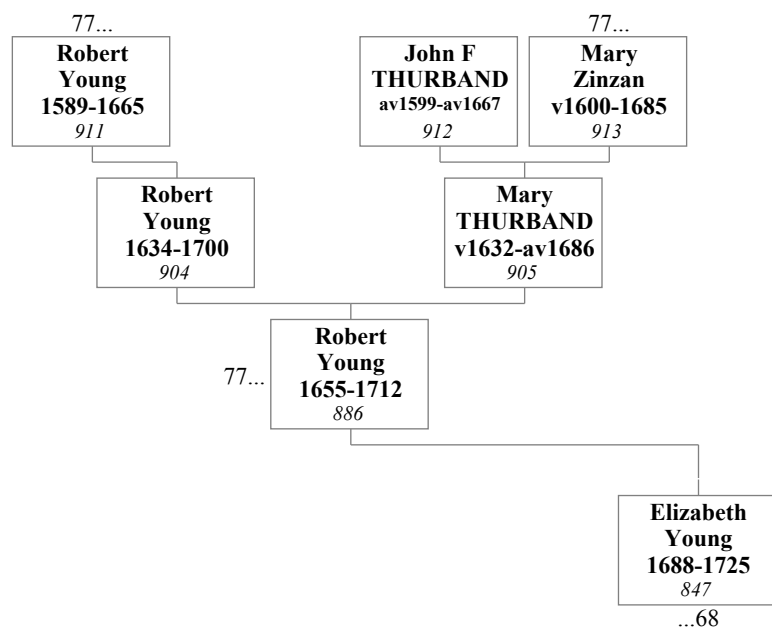 77...
Robert
Young
1589-1665
911
John F
THURBAND
av1599-av1667
912
77...
Mary
Zinzan
v1600-1685
913
Robert
Young
1634-1700
904
Mary
THURBAND
v1632-av1686
905
77...
Robert
Young
1655-1712
886
Elizabeth
Young
1688-1725
847
...68